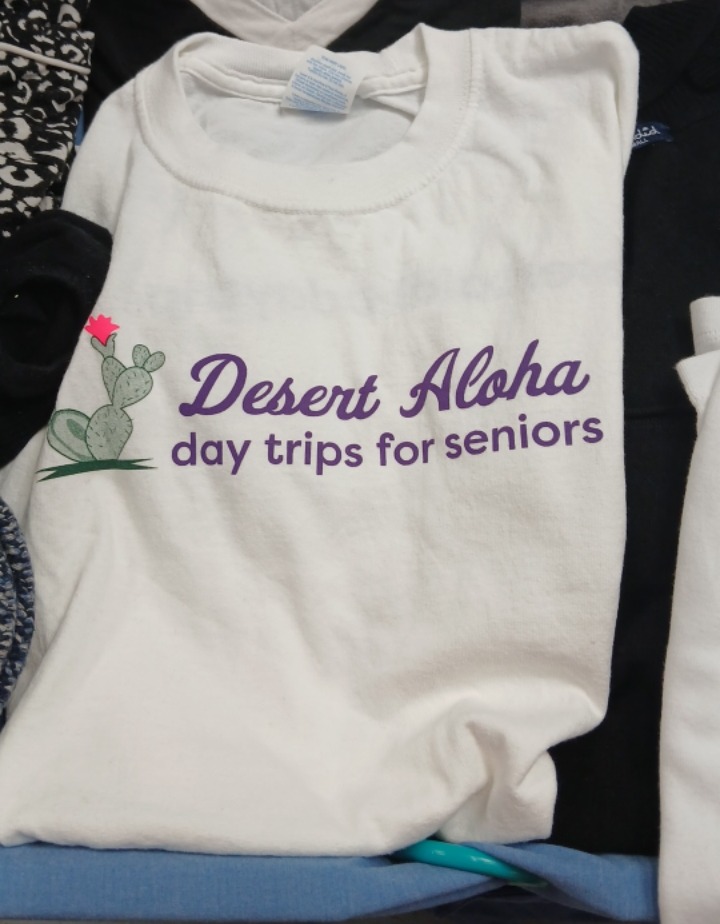 Desert Aloha
day trips for seniors